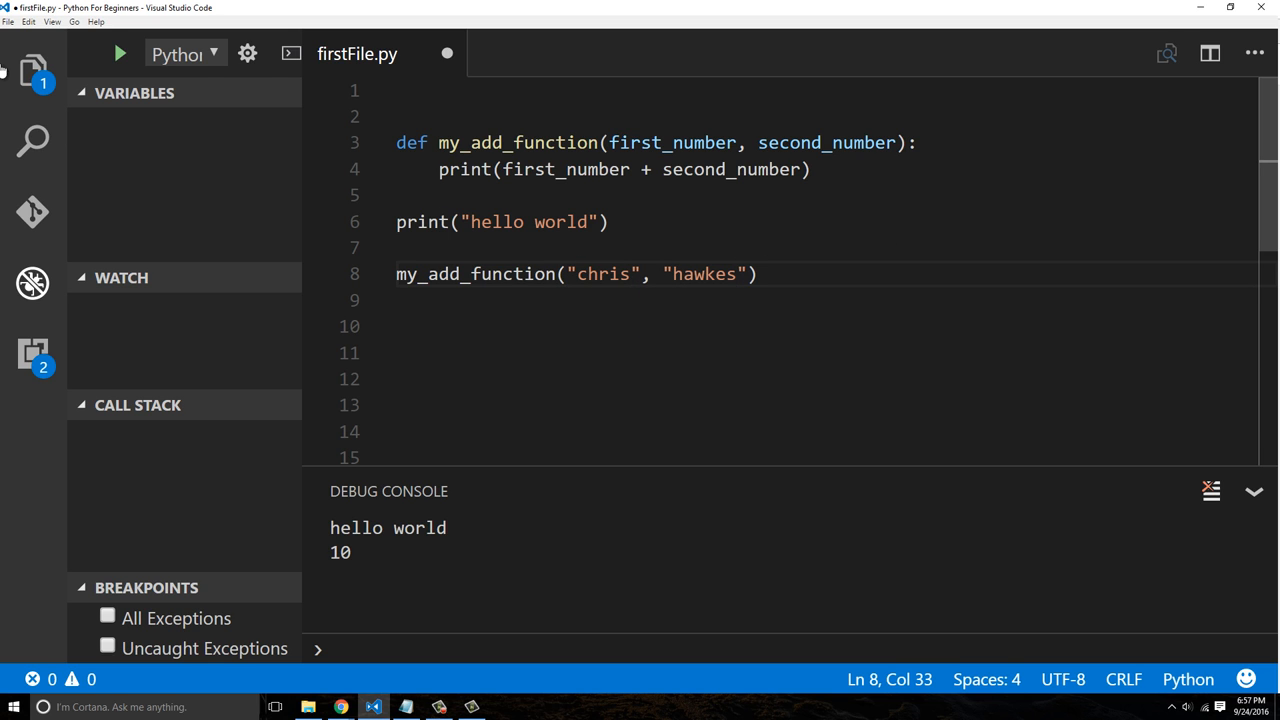 ● firstFile.py - Python For Beginners - Visual Studio Code
File Edit View Go Help
1
2
Python
firstFile.py
VARIABLES
WATCH
CALL STACK
BREAKPOINTS
All Exceptions
Uncaught Exceptions
1
2
3 def my_add_function(first_number, second_number):
4 print(first_number + second_number)
5
6 print("hello world")
7
8 my_add_function("chris", "hawkes")
9
10
11
12
13
14
15
DEBUG CONSOLE
hello world
10
0 0
Ln 8, Col 33 Spaces: 4 UTF-8 CRLF Python
I'm Cortana. Ask me anything.
6:57 PM
9/24/2016